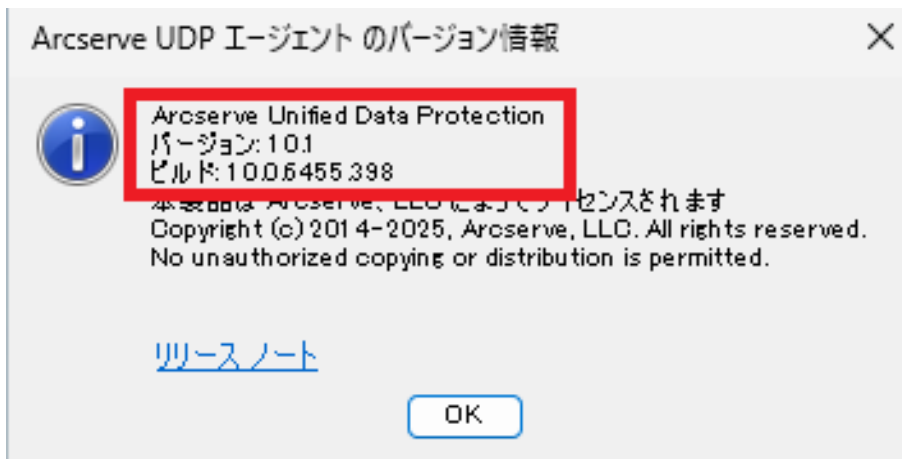 Arcserve UDP エージェント のバージョン情報
Arcserve Unified Data Protection
バージョン: 10.1
ビルド: 10.0.6455.398
本製品は Arcserve, LLC によってライセンスされます
Copyright (c) 2014-2025, Arcserve, LLC. All rights reserved.
No unauthorized copying or distribution is permitted.
リリース ノート
OK